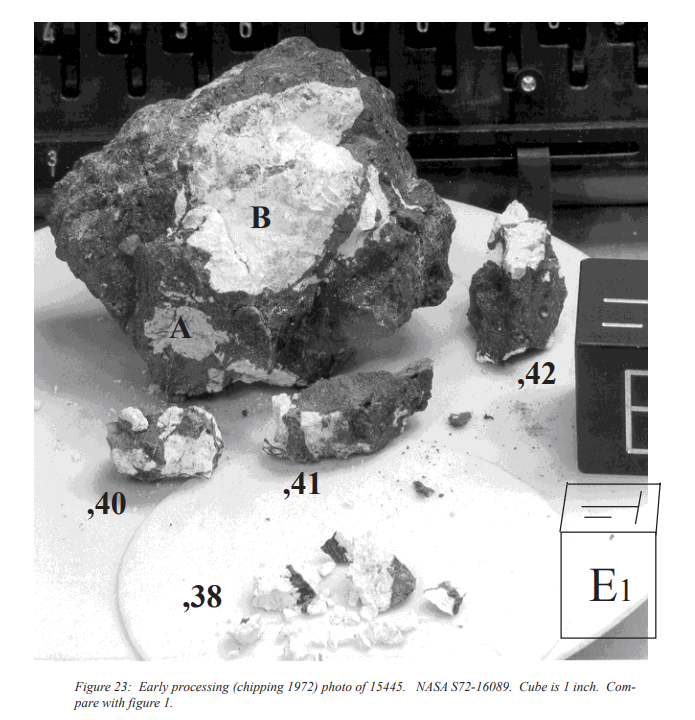 B
A
,42
,41
,40
,38
E1
Figure 23: Early processing (chipping 1972) photo of 15445. NASA S72-16089. Cube is 1 inch. Com-
pare with figure 1.